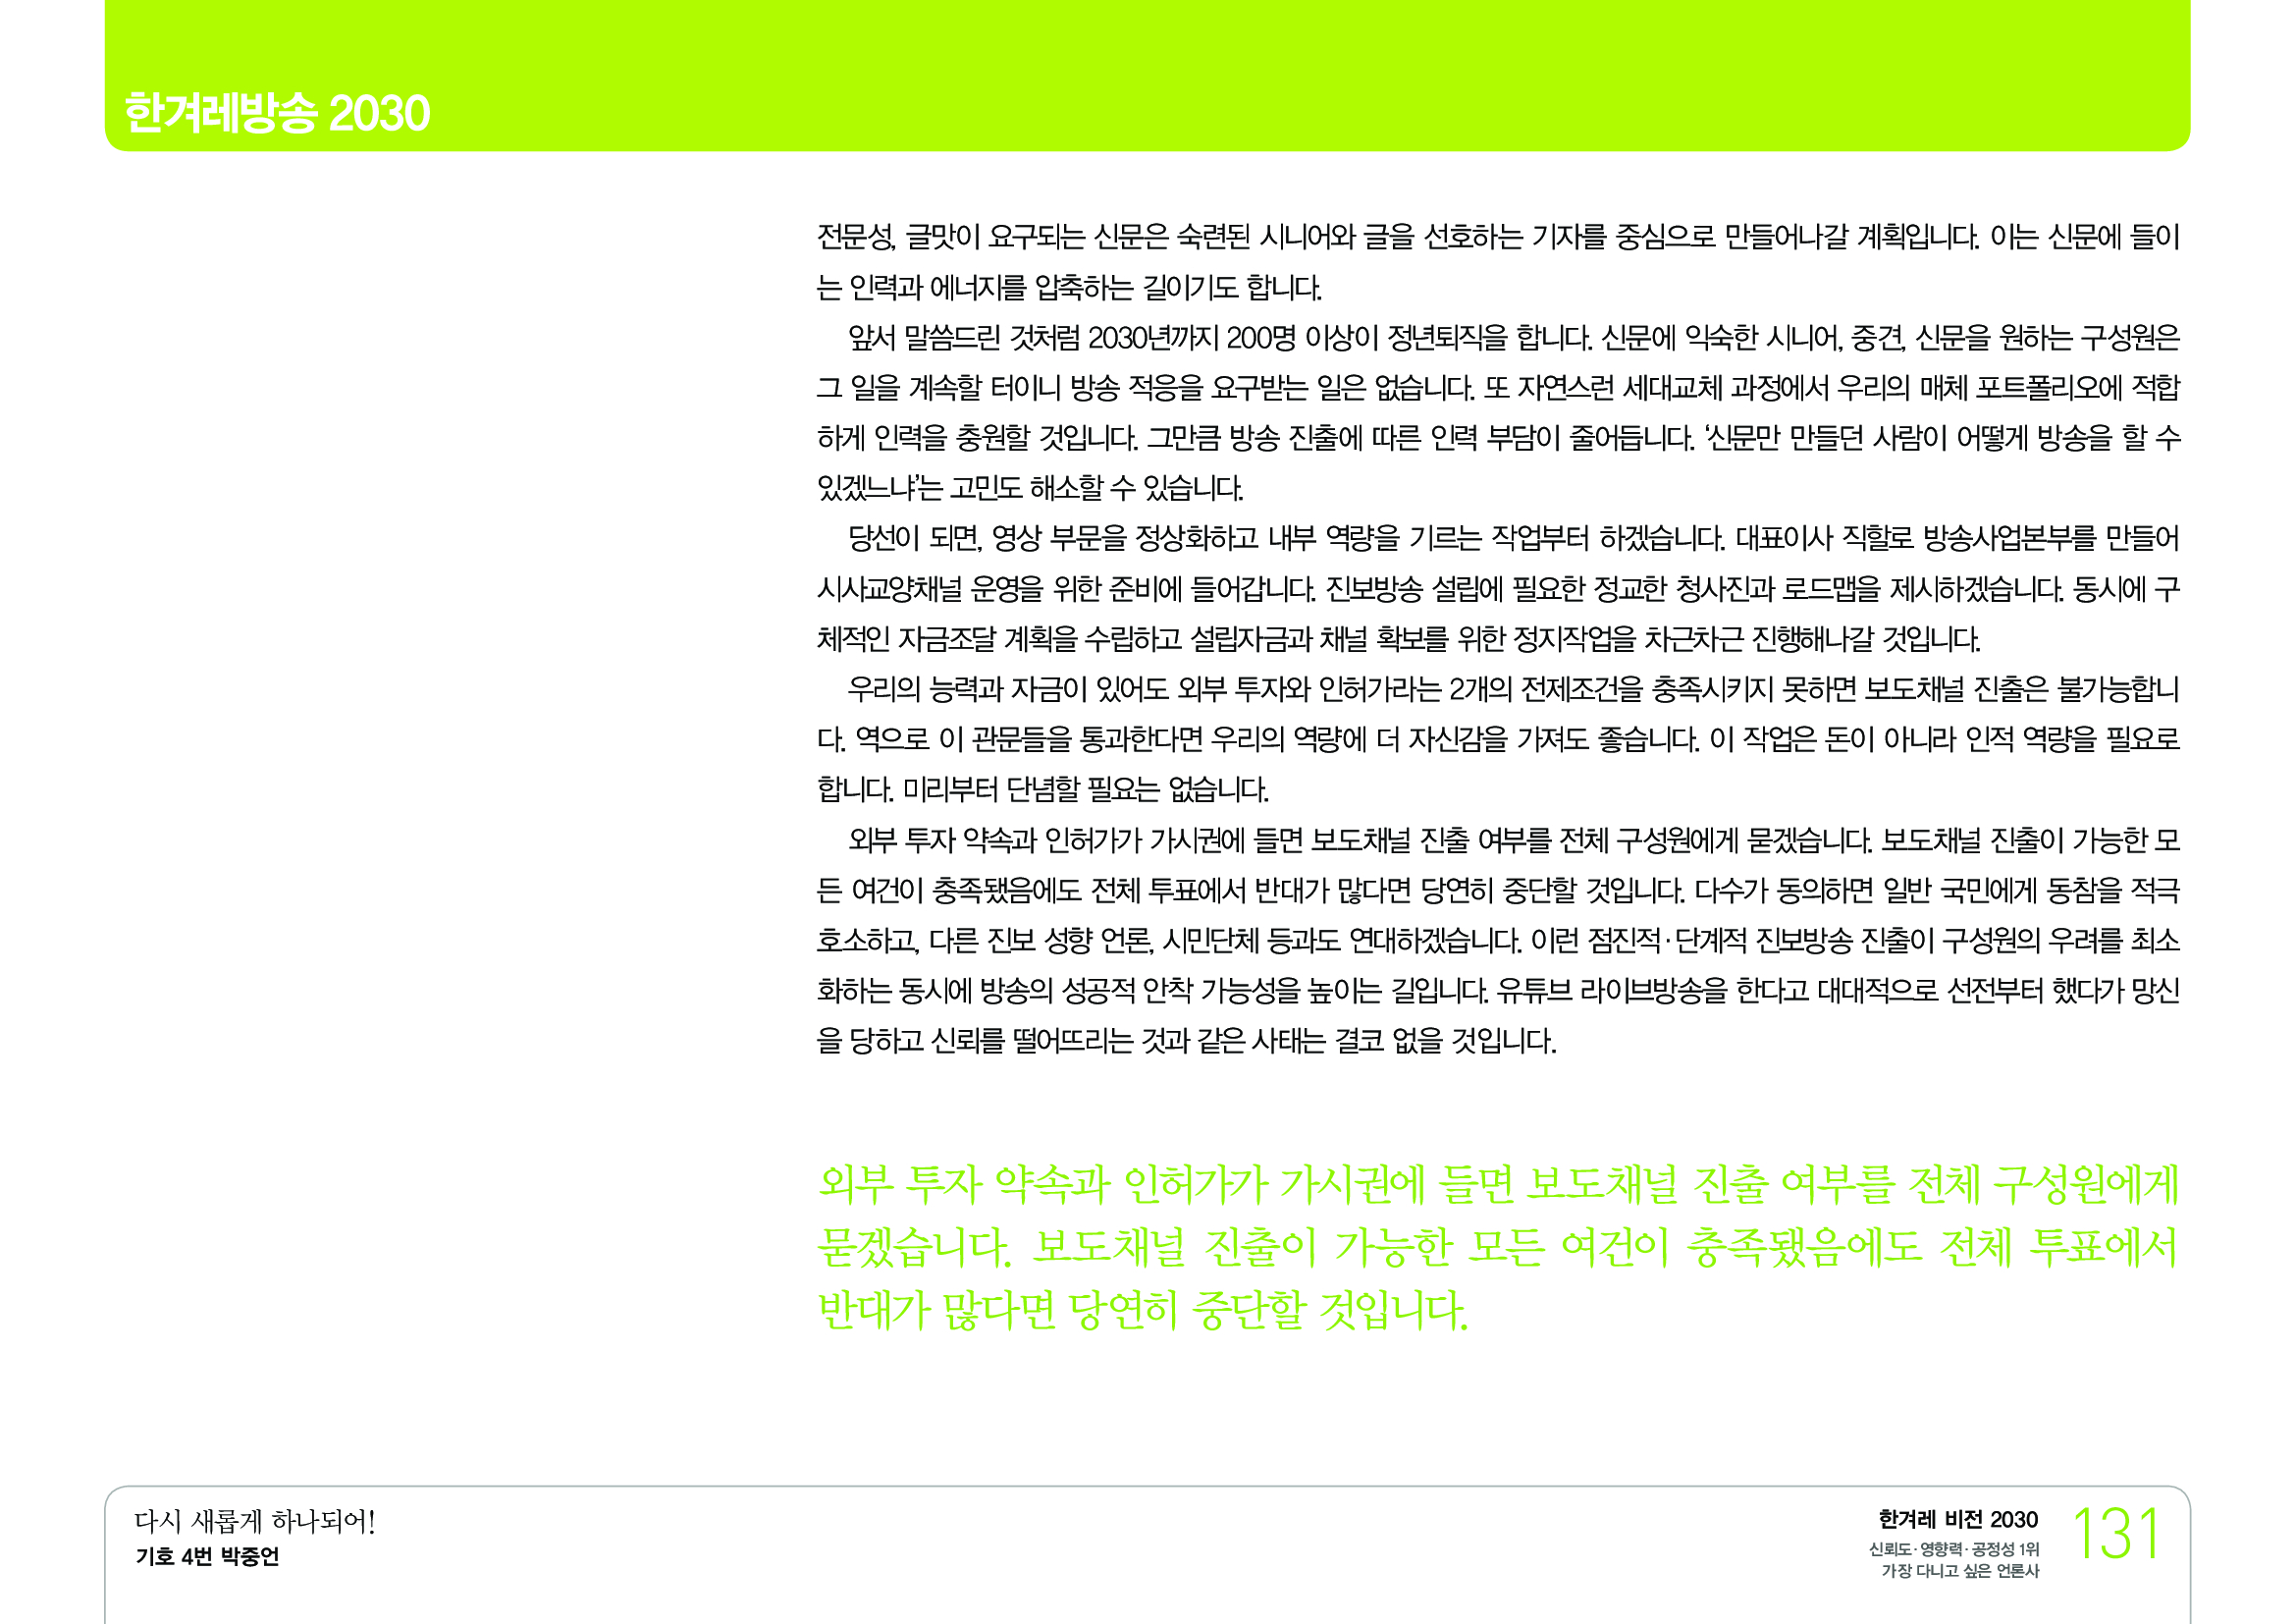 한겨레방송 2030
전문성, 글맛이 요구되는 신문은 숙련된 시니어와 글을 선호하는 기자를 중심으로 만들어나갈 계획입니다. 이는 신문에 들이
는 인력과 에너지를 압축하는 길이기도 합니다.
앞서 말씀드린 것처럼 2030년까지 200명 이상이 정년퇴직을 합니다. 신문에 익숙한 시니어, 중견, 신문을 원하는 구성원은
그 일을 계속할 터이니 방송 적응을 요구받는 일은 없습니다. 또 자연스런 세대교체 과정에서 우리의 매체 포트폴리오에 적합
하게 인력을 충원할 것입니다. 그만큼 방송 진출에 따른 인력 부담이 줄어듭니다. ‘신문만 만들던 사람이 어떻게 방송을 할 수
있겠느냐’는 고민도 해소할 수 있습니다.
당선이 되면, 영상 부문을 정상화하고 내부 역량을 기르는 작업부터 하겠습니다. 대표이사 직할로 방송사업본부를 만들어
시사교양채널 운영을 위한 준비에 들어갑니다. 진보방송 설립에 필요한 정교한 청사진과 로드맵을 제시하겠습니다. 동시에 구
체적인 자금조달 계획을 수립하고 설립자금과 채널 확보를 위한 정지작업을 차근차근 진행해나갈 것입니다.
우리의 능력과 자금이 있어도 외부 투자와 인허가라는 2개의 전제조건을 충족시키지 못하면 보도채널 진출은 불가능합니
다. 역으로 이 관문들을 통과한다면 우리의 역량에 더 자신감을 가져도 좋습니다. 이 작업은 돈이 아니라 인적 역량을 필요로
합니다. 미리부터 단념할 필요는 없습니다.
외부 투자 약속과 인허가가 가시권에 들면 보도채널 진출 여부를 전체 구성원에게 묻겠습니다. 보도채널 진출이 가능한 모
든 여건이 충족됐음에도 전체 투표에서 반대가 많다면 당연히 중단할 것입니다. 다수가 동의하면 일반 국민에게 동참을 적극
호소하고, 다른 진보 성향 언론, 시민단체 등과도 연대하겠습니다. 이런 점진적·단계적 진보방송 진출이 구성원의 우려를 최소
화하는 동시에 방송의 성공적 안착 가능성을 높이는 길입니다. 유튜브 라이브방송을 한다고 대대적으로 선전부터 했다가 망신
을 당하고 신뢰를 떨어뜨리는 것과 같은 사태는 결코 없을 것입니다.
외부 투자 약속과 인허가가 가시권에 들면 보도채널 진출 여부를 전체 구성원에게
묻겠습니다. 보도채널 진출이 가능한 모든 여건이 충족됐음에도 전체 투표에서
반대가 많다면 당연히 중단할 것입니다.
다시 새롭게 하나되어!
기호 4번 박중언
한겨레 비전 2030
신뢰도·영향력·공정성 1위
가장 다니고 싶은 언론사
131